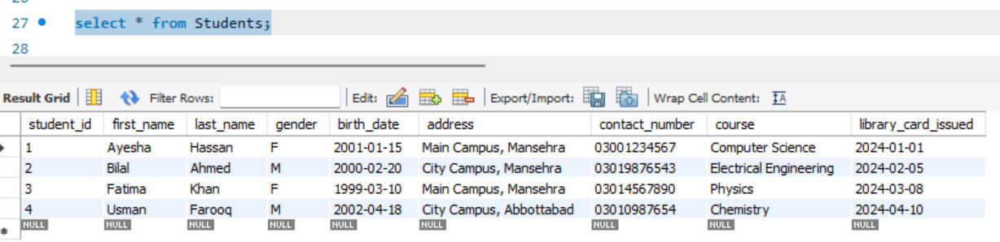 27 select * from Students;
28
Result Grid Filter Rows: Edit: Export/Import: Wrap Cell Content:
student_id first_name last_name gender birth_date address contact_number course library_card_issued
1 Ayesha Hassan F 2001-01-15 Main Campus, Mansehra 03001234567 Computer Science 2024-01-01
2 Bilal Ahmed M 2000-02-20 City Campus, Mansehra 03019876543 Electrical Engineering 2024-02-05
3 Fatima Khan F 1999-03-10 Main Campus, Mansehra 03014567890 Physics 2024-03-08
4 Usman Farooq M 2002-04-18 City Campus, Abbottabad 03010987654 Chemistry 2024-04-10
NULL NULL NULL NULL NULL NULL NULL NULL NULL